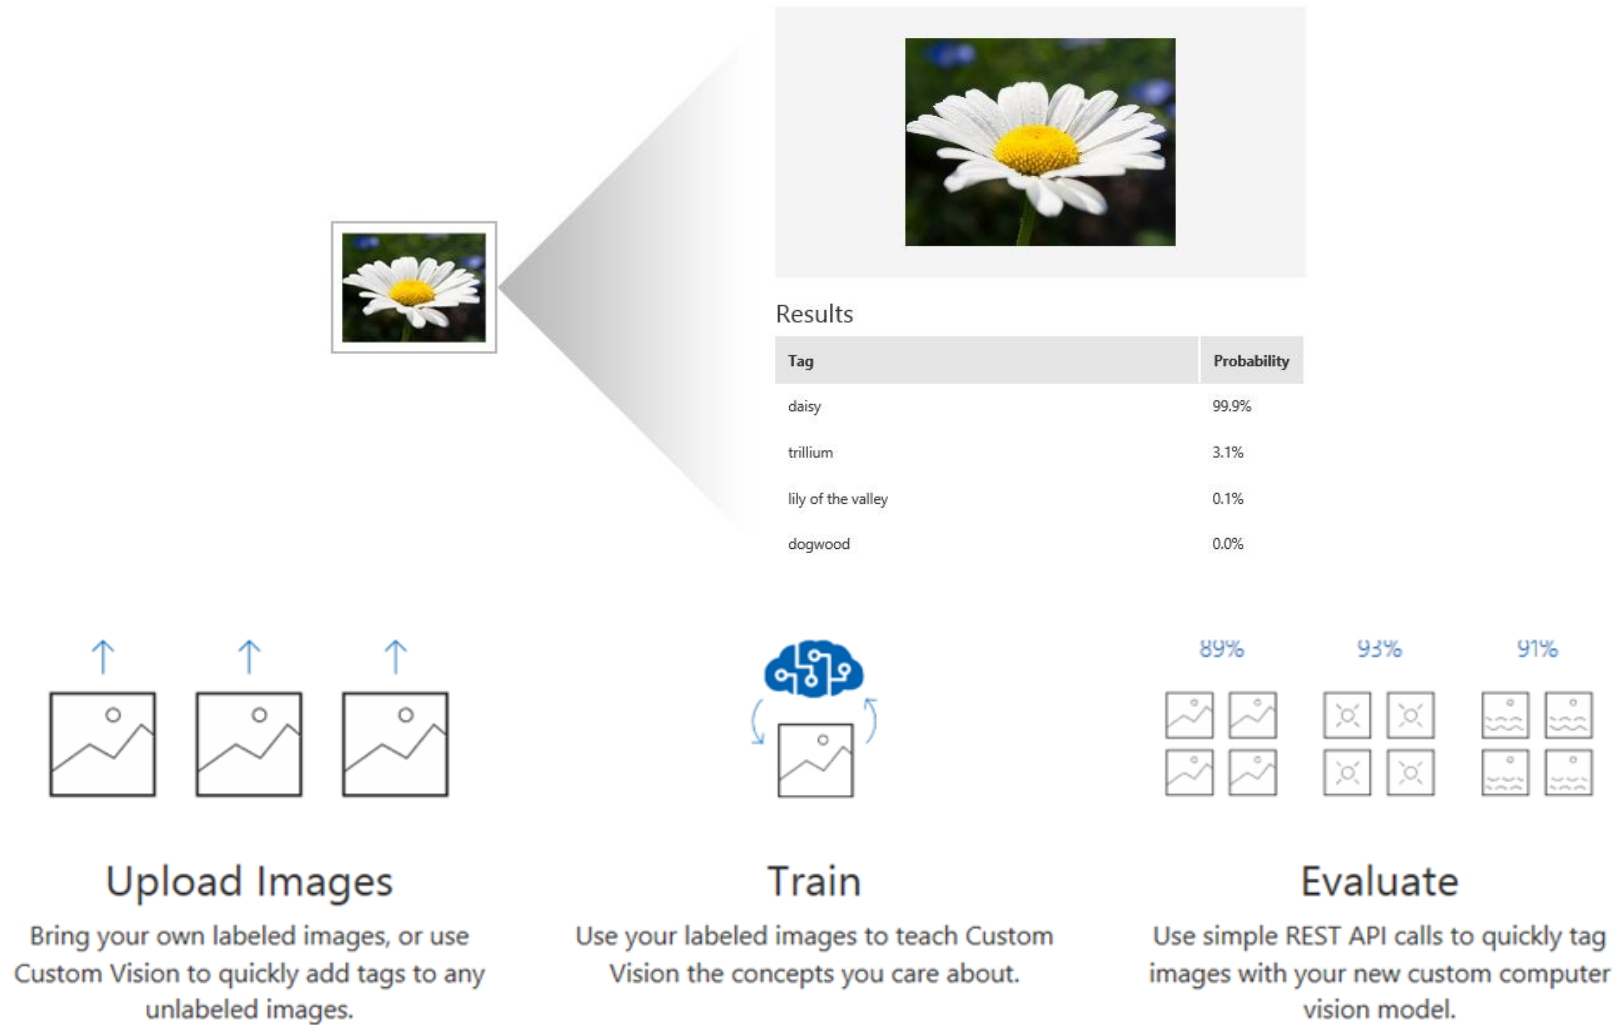 Results
Tag Probability
daisy 99.9%
trillium 3.1%
lily of the valley 0.1%
dogwood 0.0%
89% 93% 91%
Upload Images
Bring your own labeled images, or use
Custom Vision to quickly add tags to any
unlabeled images.
Train
Use your labeled images to teach Custom
Vision the concepts you care about.
Evaluate
Use simple REST API calls to quickly tag
images with your new custom computer
vision model.